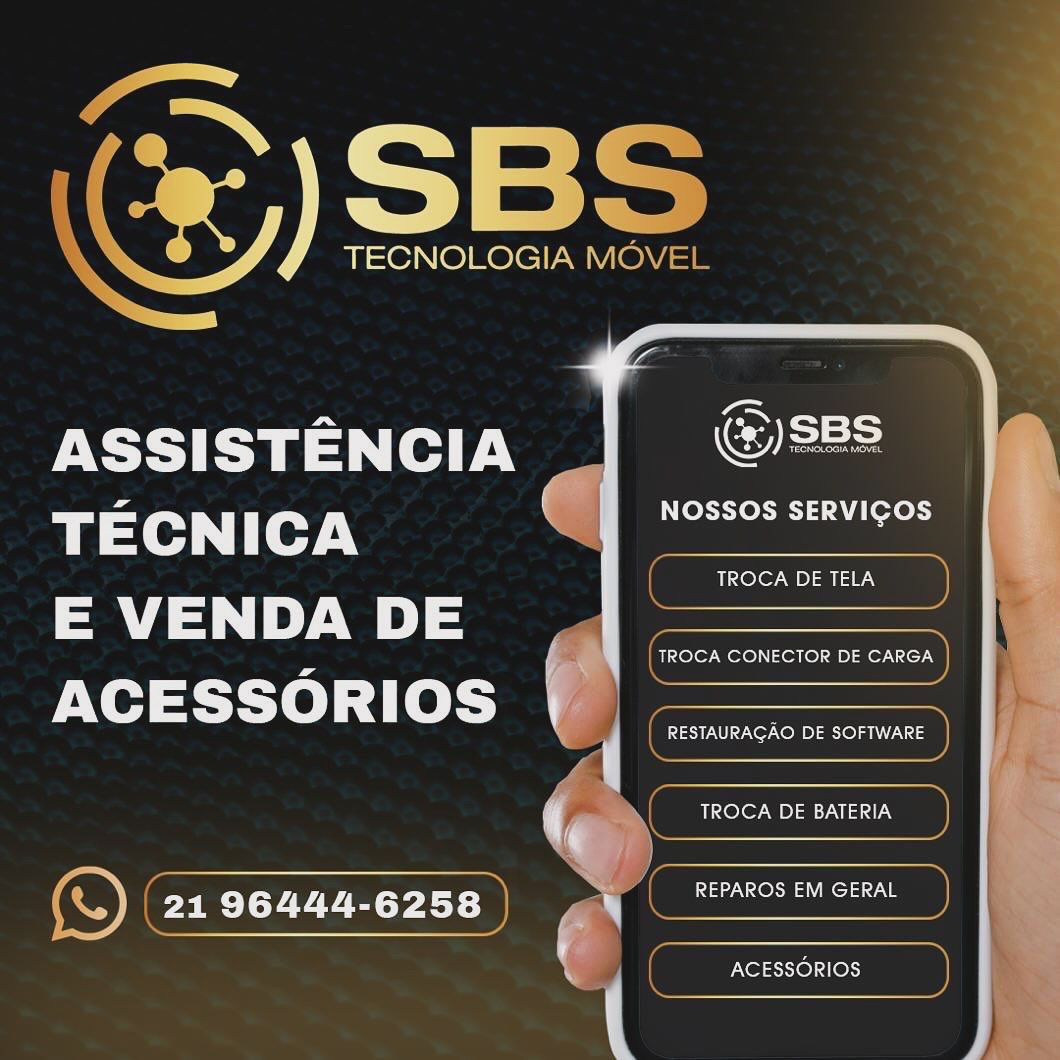 SBS
TECNOLOGIA MÓVEL
ASSISTÊNCIA
TÉCNICA
E VENDA DE
ACESSÓRIOS
21 96444-6258
SBS
TECNOLOGIA MÓVEL
NOSSOS SERVIÇOS
TROCA DE TELA
TROCA CONECTOR DE CARGA
RESTAURAÇÃO DE SOFTWARE
TROCA DE BATERIA
REPAROS EM GERAL
ACESSÓRIOS